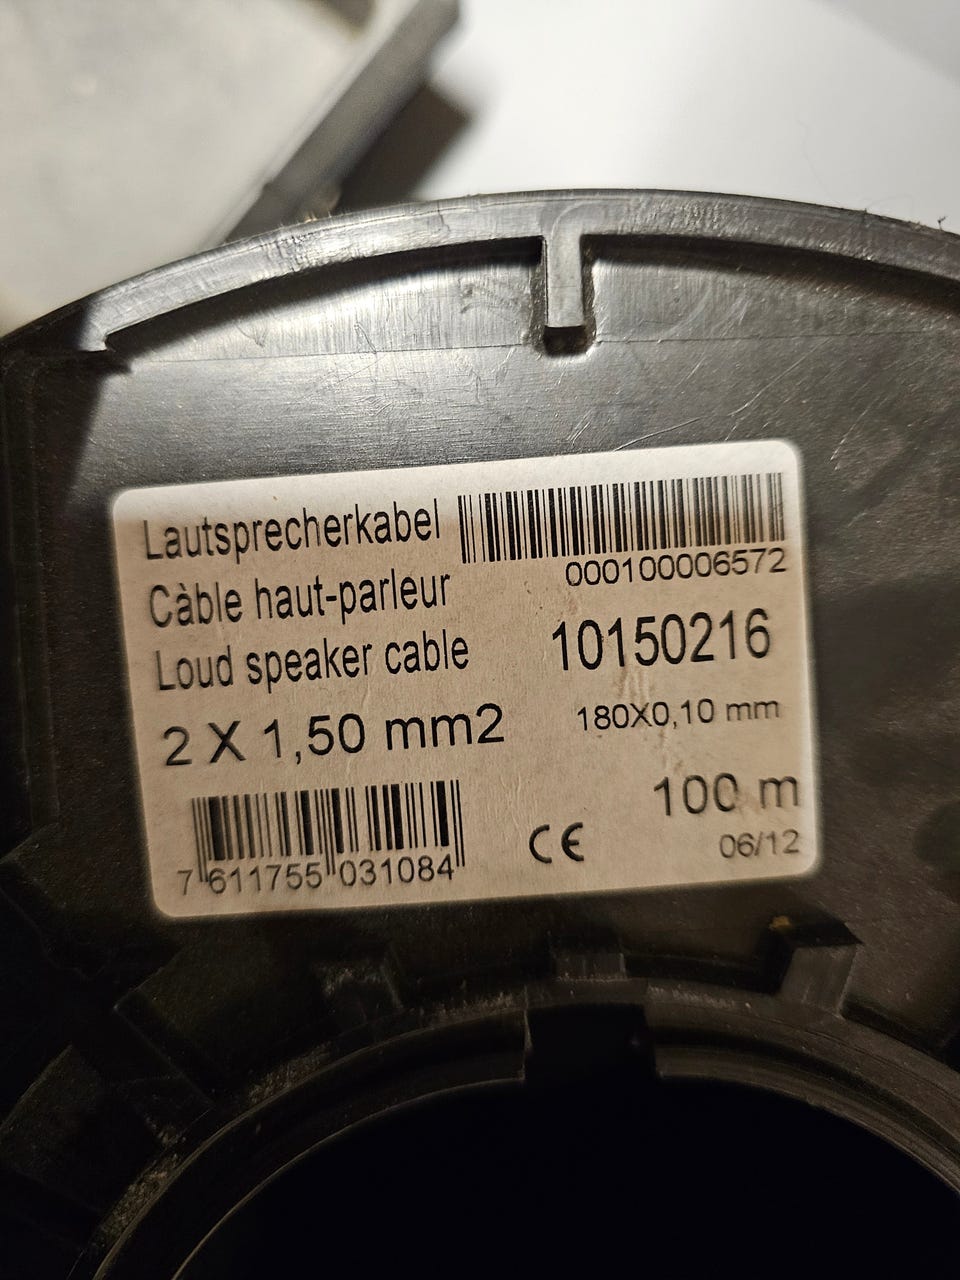 Lautsprecherkabel
Càble haut-parleur
Loud speaker cable
2 X 1,50 mm2
7 611755 031084
000100006572
10150216
180X0,10 mm
100 m
CE
06/12